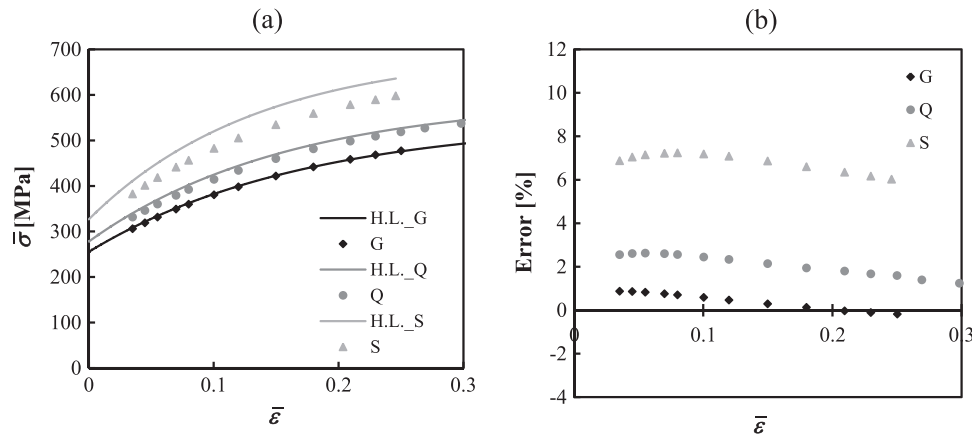 (a)
700
600
500
400
300
200
100
0
σ̅ [MPa]
H.L._G
G
H.L._Q
Q
H.L._S
S
0 0.1 0.2 0.3
ε̅
(b)
12
10
8
6
4
2
0
-2
-4
Error [%]
G
Q
S
0 0.1 0.2 0.3
ε̅